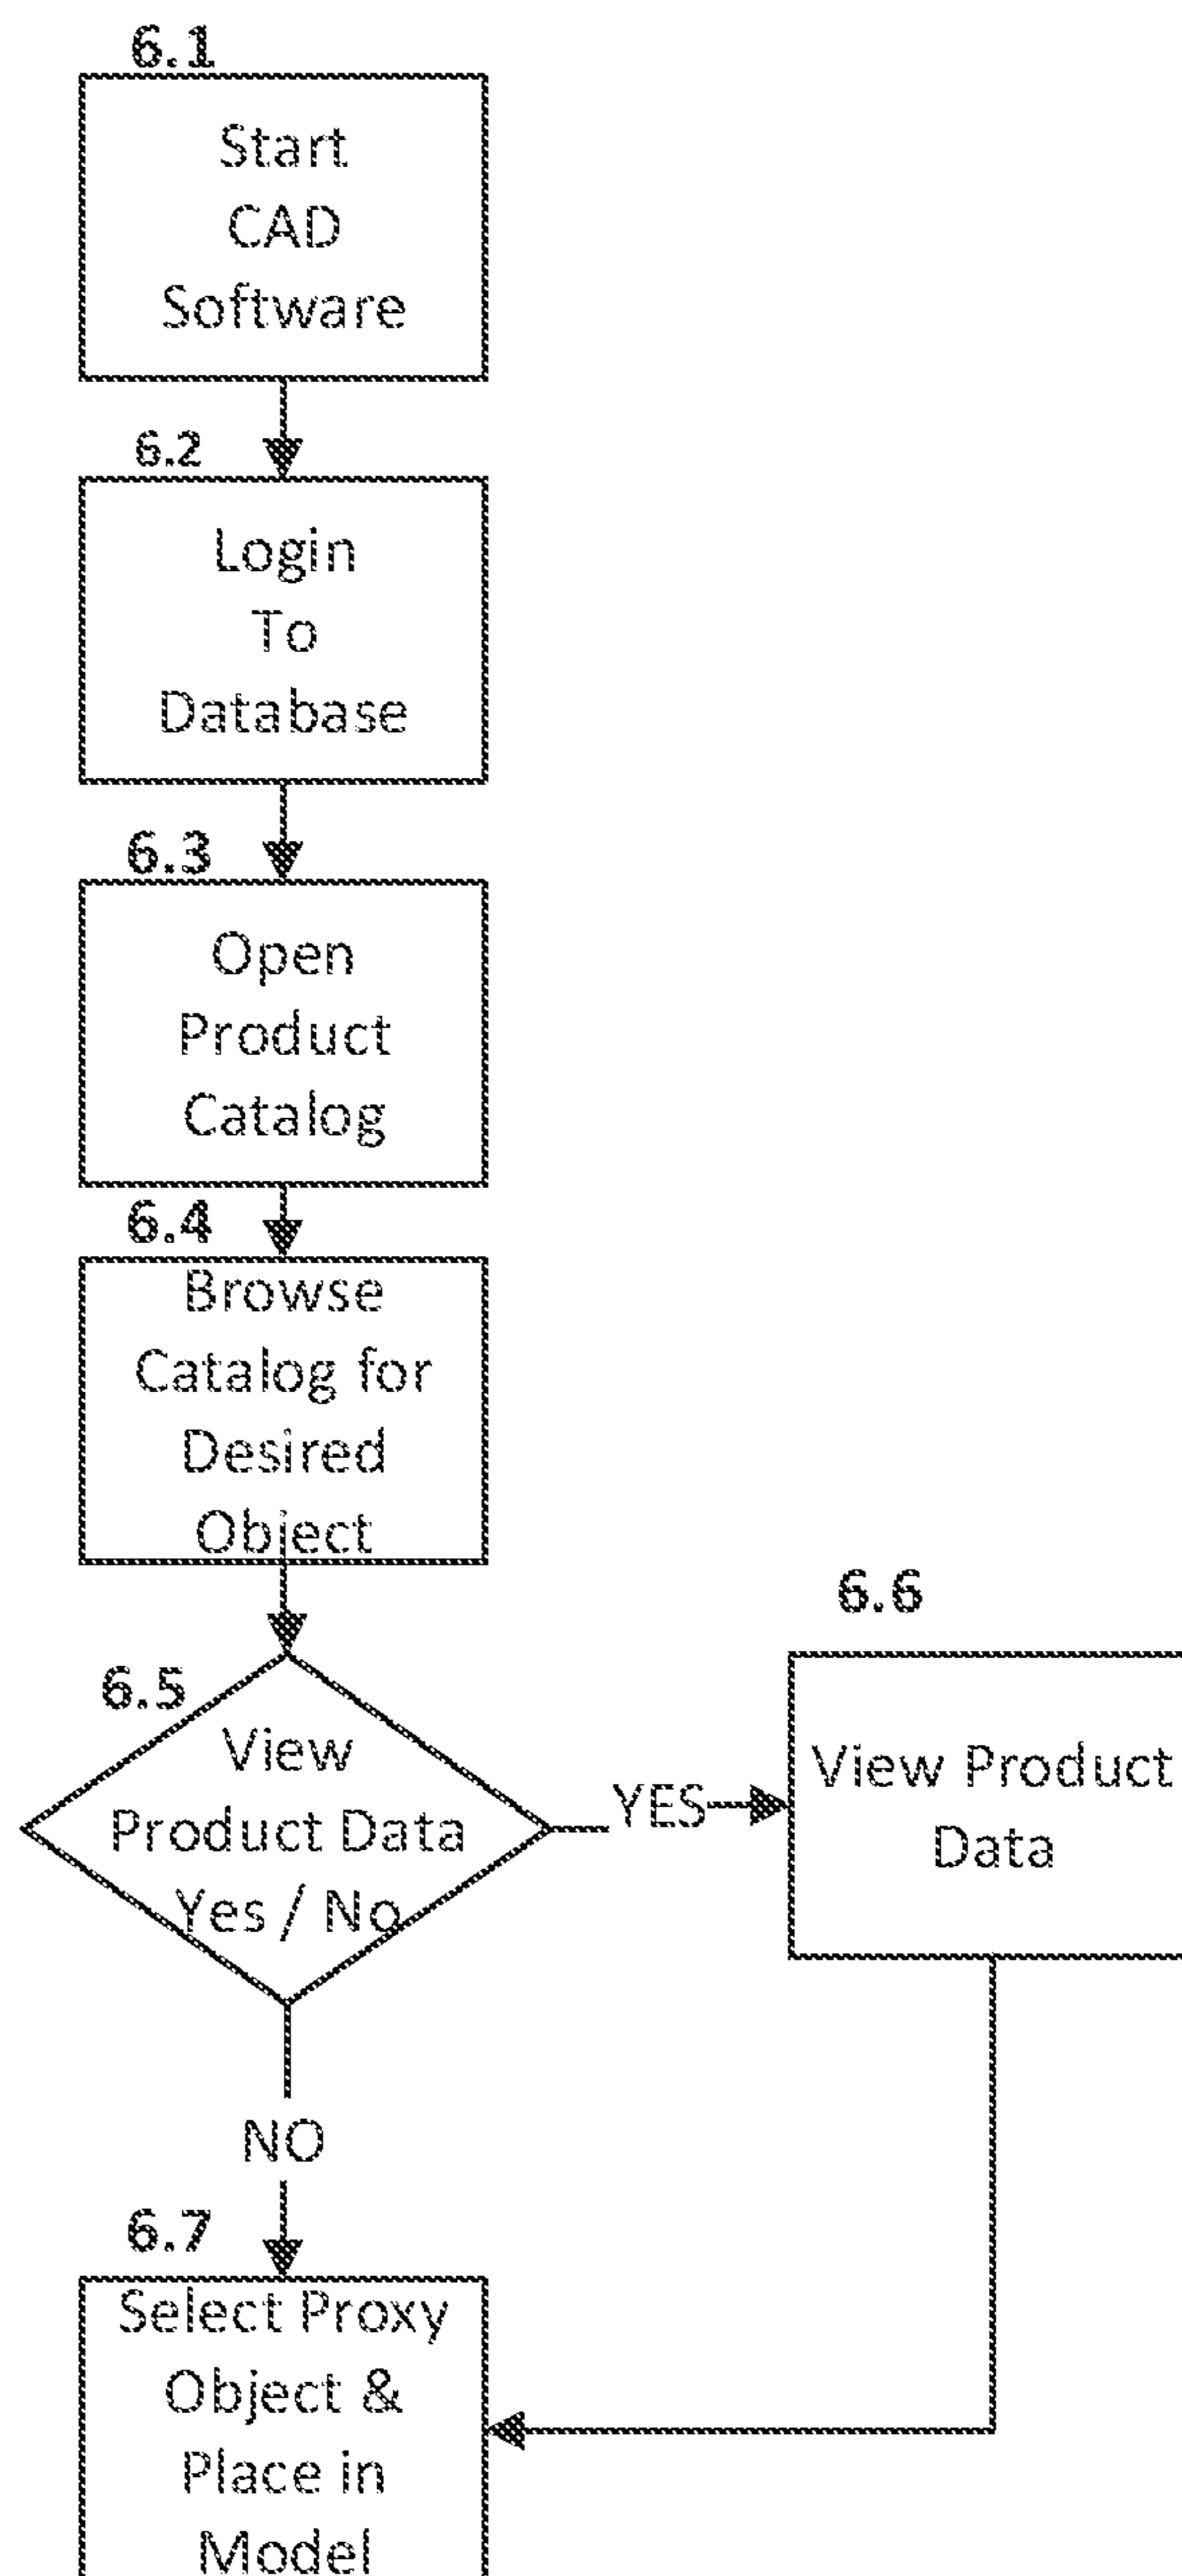 6.1
Start
CAD
Software
6.2
Login
To
Database
6.3
Open
Product
Catalog
6.4
Browse
Catalog for
Desired
Object
6.5
View
Product Data
Yes / No
YES
6.6
View Product
Data
NO
6.7
Select Proxy
Object &
Place in
Model